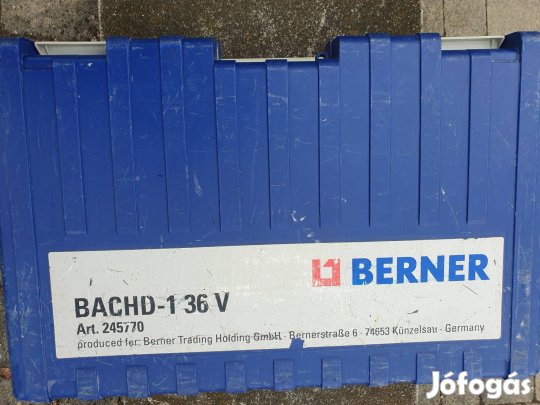 BERNER
BACHD-1 36 V
Art. 245770
produced for: Berner Trading Holding GmbH · Bernerstraße 6 · 74653 Künzelsau · Germany
Jófogás